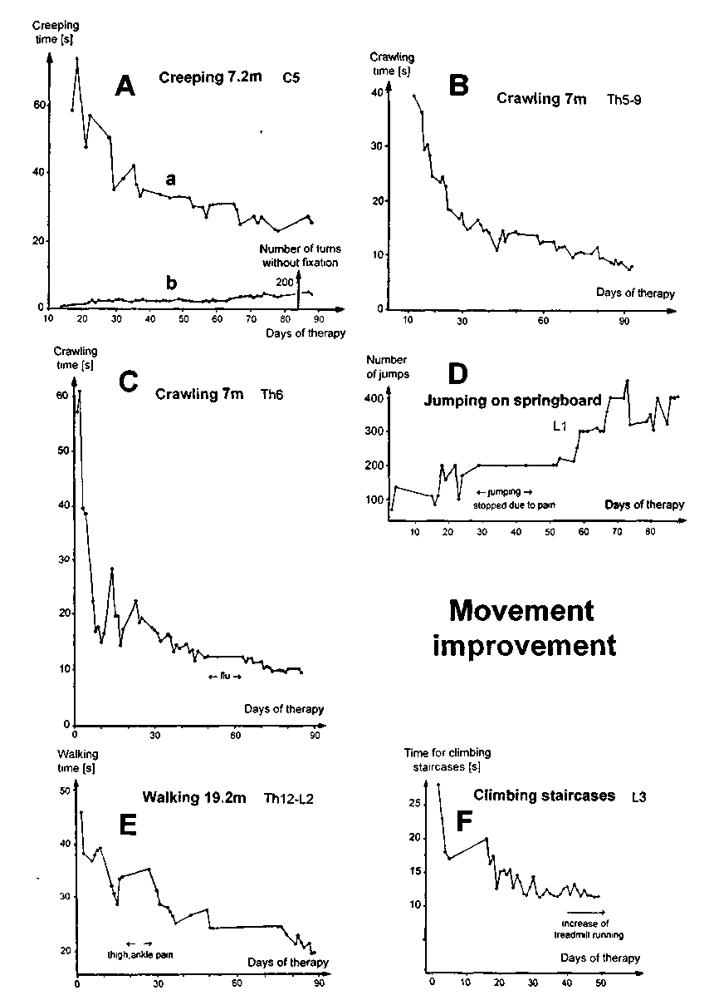 Creeping
time [s]
A Creeping 7.2m C5
60
40
20
0
a
b
Number of turns
without fixation
200
10 20 30 40 50 60 70 80 90
Days of therapy
Crawling
time [s]
B Crawling 7m Th5-9
40
30
20
10
0
Days of therapy
10 30 60 90
Crawling
time [s]
C Crawling 7m Th6
60
50
40
30
20
10
0
← flu →
Days of therapy
0 30 60 90
Number
of jumps
D
Jumping on springboard
L1
400
300
200
100
← jumping →
stopped due to pain
Days of therapy
10 20 30 40 50 60 70 80
Movement
improvement
Walking
time [s]
Walking 19.2m Th12-L2
E
50
40
30
20
← →
thigh, ankle pain
Days of therapy
0 10 20 30 40 50 60 70 80 90
Time for climbing
staircases [s]
Climbing staircases L3
F
25
20
15
10
increase of
treadmill running
Days of therapy
0 10 20 30 40 50